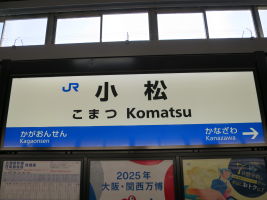 JR 小松
こまつ Komatsu
かがおんせん
Kagaonsen
かなざわ
Kanazawa
2025年
大阪・関西万博